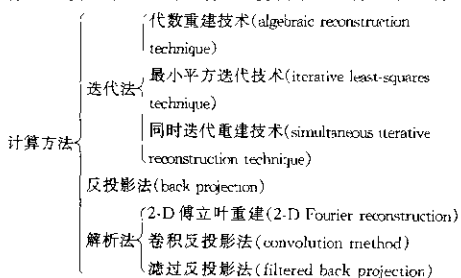 代数重建技术(algebraic reconstruction
technique)
迭代法
最小平方迭代技术(iterative least-squares
technique)
同时迭代重建技术(simultaneous iterative
计算方法
reconstruction technique)
反投影法(back projection)
2-D 傅立叶重建(2-D Fourier reconstruction)
解析法
卷积反投影法(convolution method)
滤过反投影法(filtered back projection)